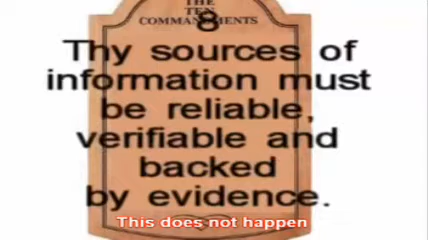 THE
TEN
COMMANDMENTS
8
Thy sources of
information must
be reliable,
verifiable and
backed
by evidence.
This does not happen